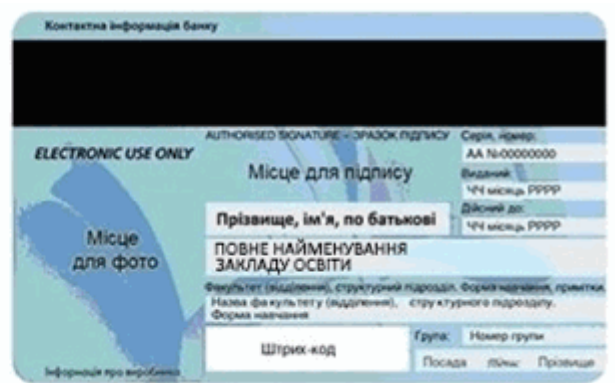 Контактна інформація банку
AUTHORISED SIGNATURE – ЗРАЗОК ПІДПИСУ
Серія, номер:
АА №00000000
ELECTRONIC USE ONLY
Місце для підпису
Виданий:
ЧЧ місяць РРРР
Дійсний до:
ЧЧ місяць РРРР
Прізвище, ім'я, по батькові
Місце
для фото
ПОВНЕ НАЙМЕНУВАННЯ
ЗАКЛАДУ ОСВІТИ
Факультет (відділення), структурний підрозділ. Форма навчання, примітки.
Назва факультету (відділення), структурного підрозділу.
Форма навчання
Штрих-код
Група: Номер групи
Посада підпис Прізвище
Інформація про виробника